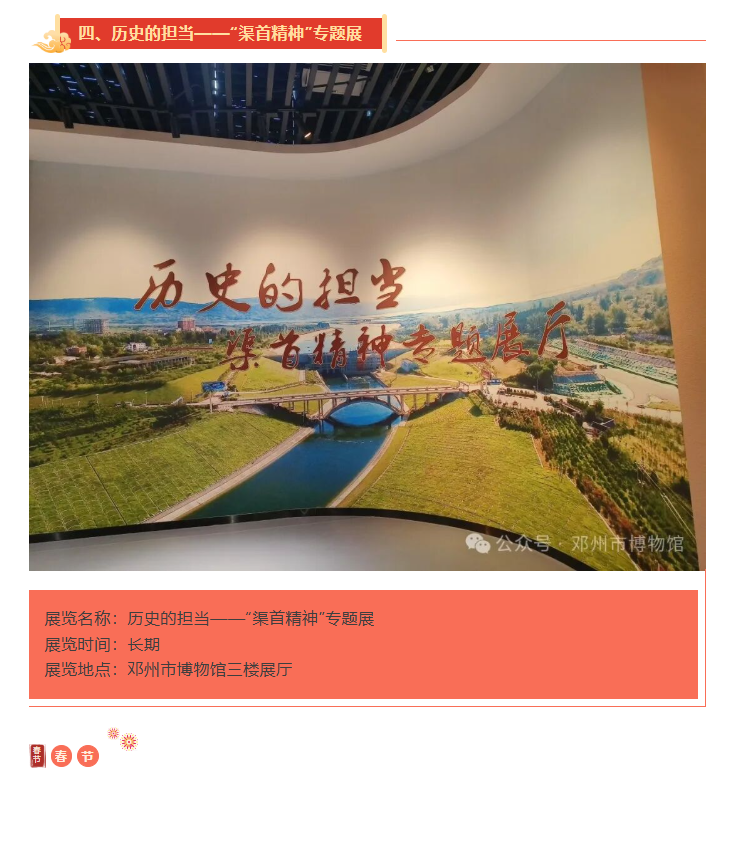 四、历史的担当——“渠首精神”专题展
历史的担当
渠首精神专题展厅
公众号 · 邓州市博物馆
展览名称：历史的担当——“渠首精神”专题展
展览时间：长期
展览地点：邓州市博物馆三楼展厅
春节
春节